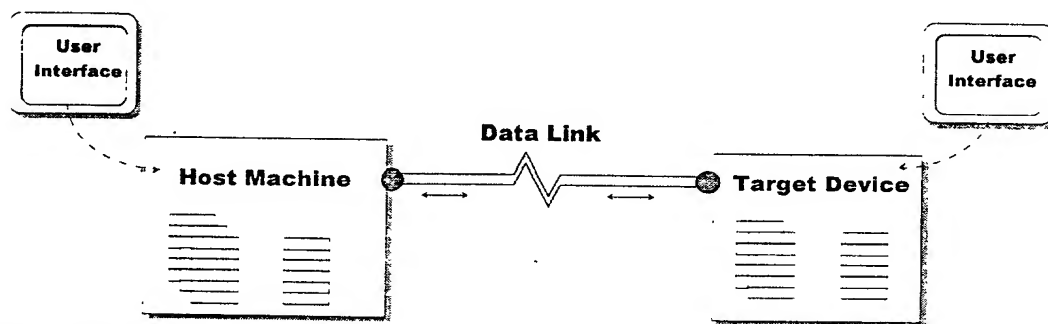 User
Interface
User
Interface
Data Link
Host Machine
Target Device